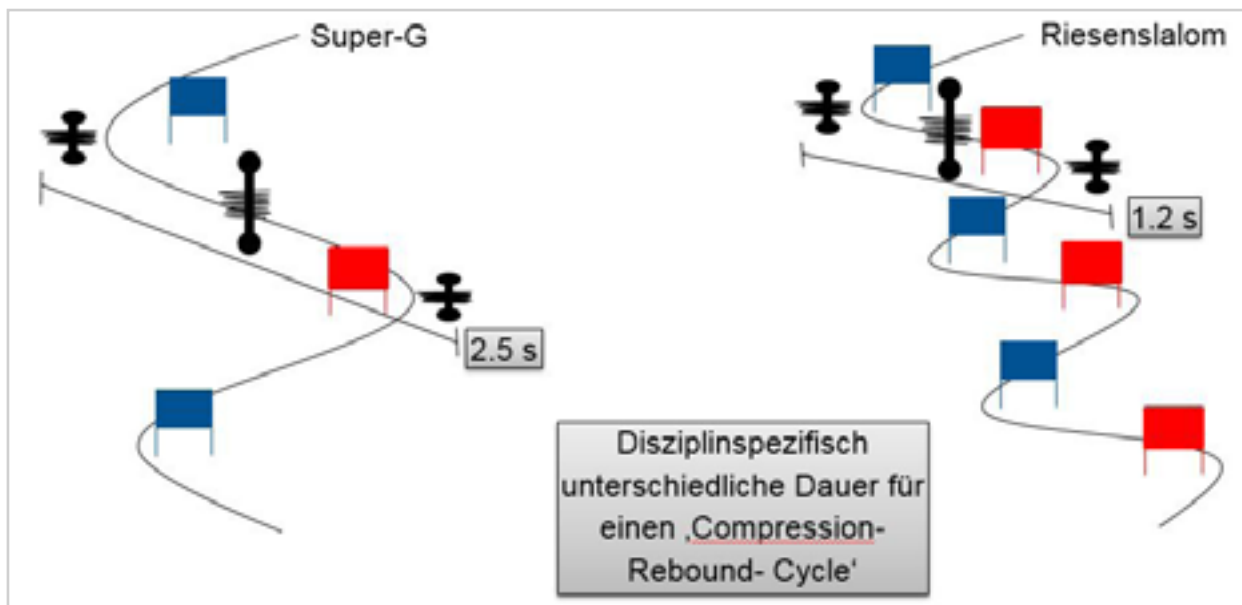 Super-G
Riesenslalom
1.2 s
2.5 s
Disziplinspezifisch
unterschiedliche Dauer für
einen ‚Compression-
Rebound- Cycle‘